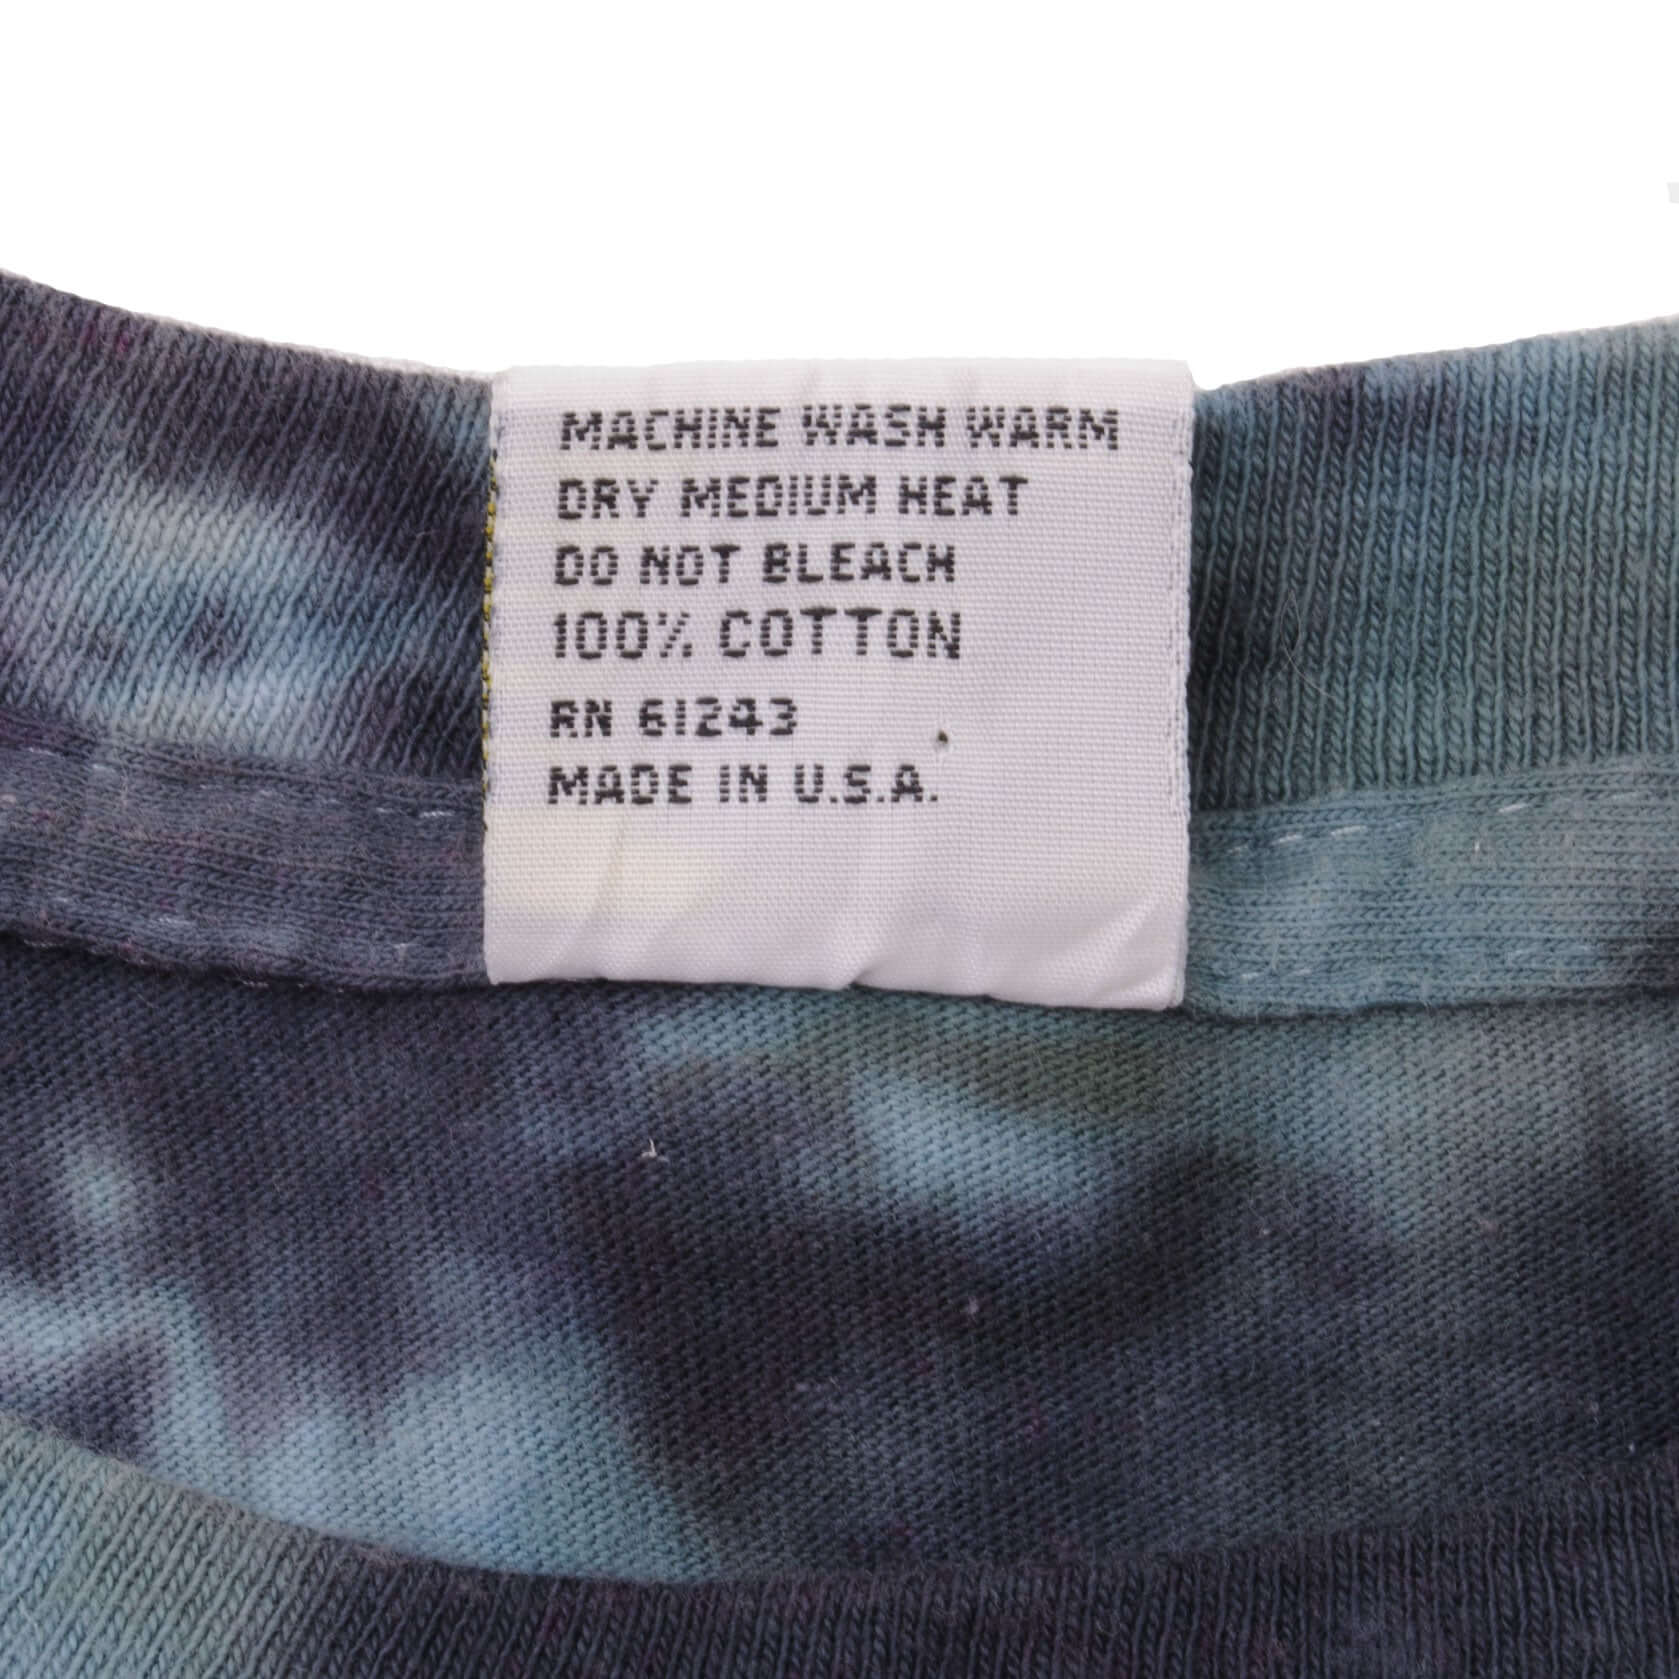 MACHINE WASH WARM
DRY MEDIUM HEAT
DO NOT BLEACH
100% COTTON
RN 61243
MADE IN U.S.A.